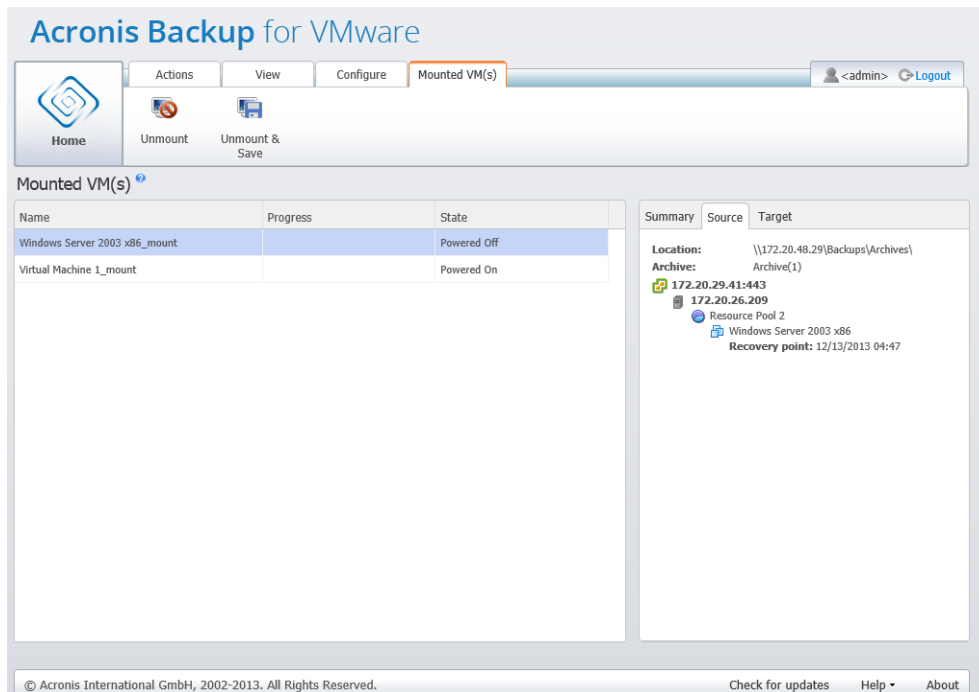 Acronis Backup for VMware
Actions View Configure Mounted VM(s)
<admin> Logout
Home
Unmount
Unmount & Save
Mounted VM(s) ?
Name Progress State
Windows Server 2003 x86_mount Powered Off
Virtual Machine 1_mount Powered On
Summary Source Target
Location: \\172.20.48.29\Backups\Archives\
Archive: Archive(1)
172.20.29.41:443
172.20.26.209
Resource Pool 2
Windows Server 2003 x86
Recovery point: 12/13/2013 04:47
© Acronis International GmbH, 2002-2013. All Rights Reserved.
Check for updates Help About